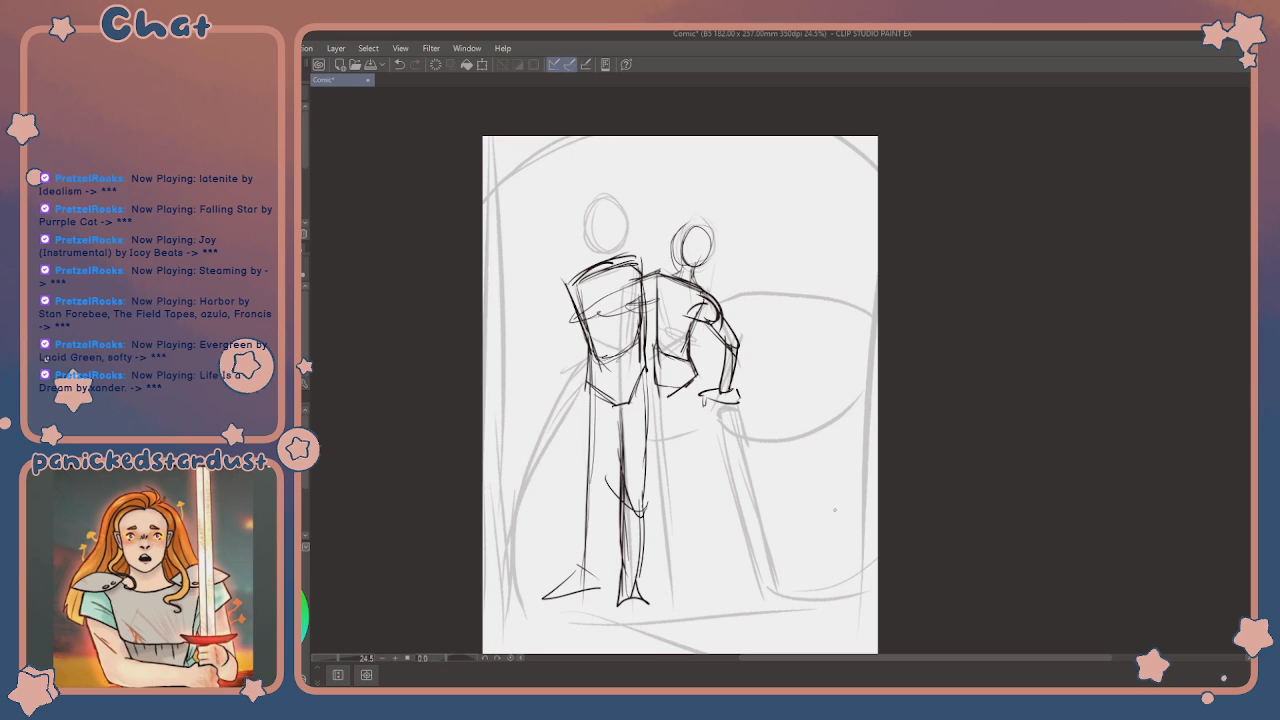 Chat
Comic* (B5 182.00 x 257.00mm 350dpi 24.5%) - CLIP STUDIO PAINT EX
Layer Select View Filter Window Help
Comic*
PretzelRocks: Now Playing: latenite by
Idealism -> ***
PretzelRocks: Now Playing: Falling Star by
Purrple Cat -> ***
PretzelRocks: Now Playing: Joy
(Instrumental) by Icoy Beats -> ***
PretzelRocks: Now Playing: Steaming by -
> ***
PretzelRocks: Now Playing: Harbor by
Stan Forebee, The Field Tapes, azula, Francis
-> ***
PretzelRocks: Now Playing: Evergreen by
Lucid Green, softy -> ***
PretzelRocks: Now Playing: Life Is a
Dream by xander. -> ***
panickedstardust
24.5 0.0